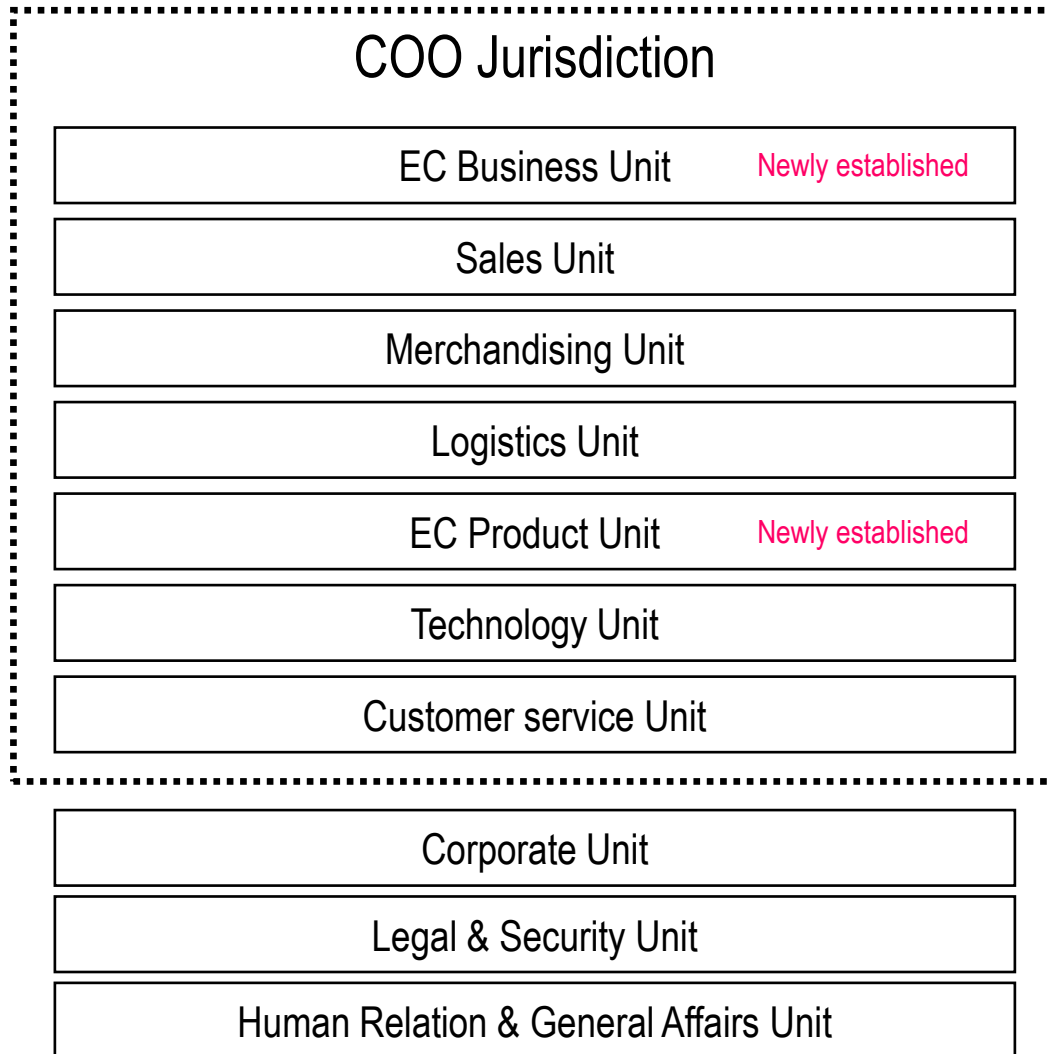 COO Jurisdiction
EC Business Unit Newly established
Sales Unit
Merchandising Unit
Logistics Unit
EC Product Unit Newly established
Technology Unit
Customer service Unit
Corporate Unit
Legal & Security Unit
Human Relation & General Affairs Unit